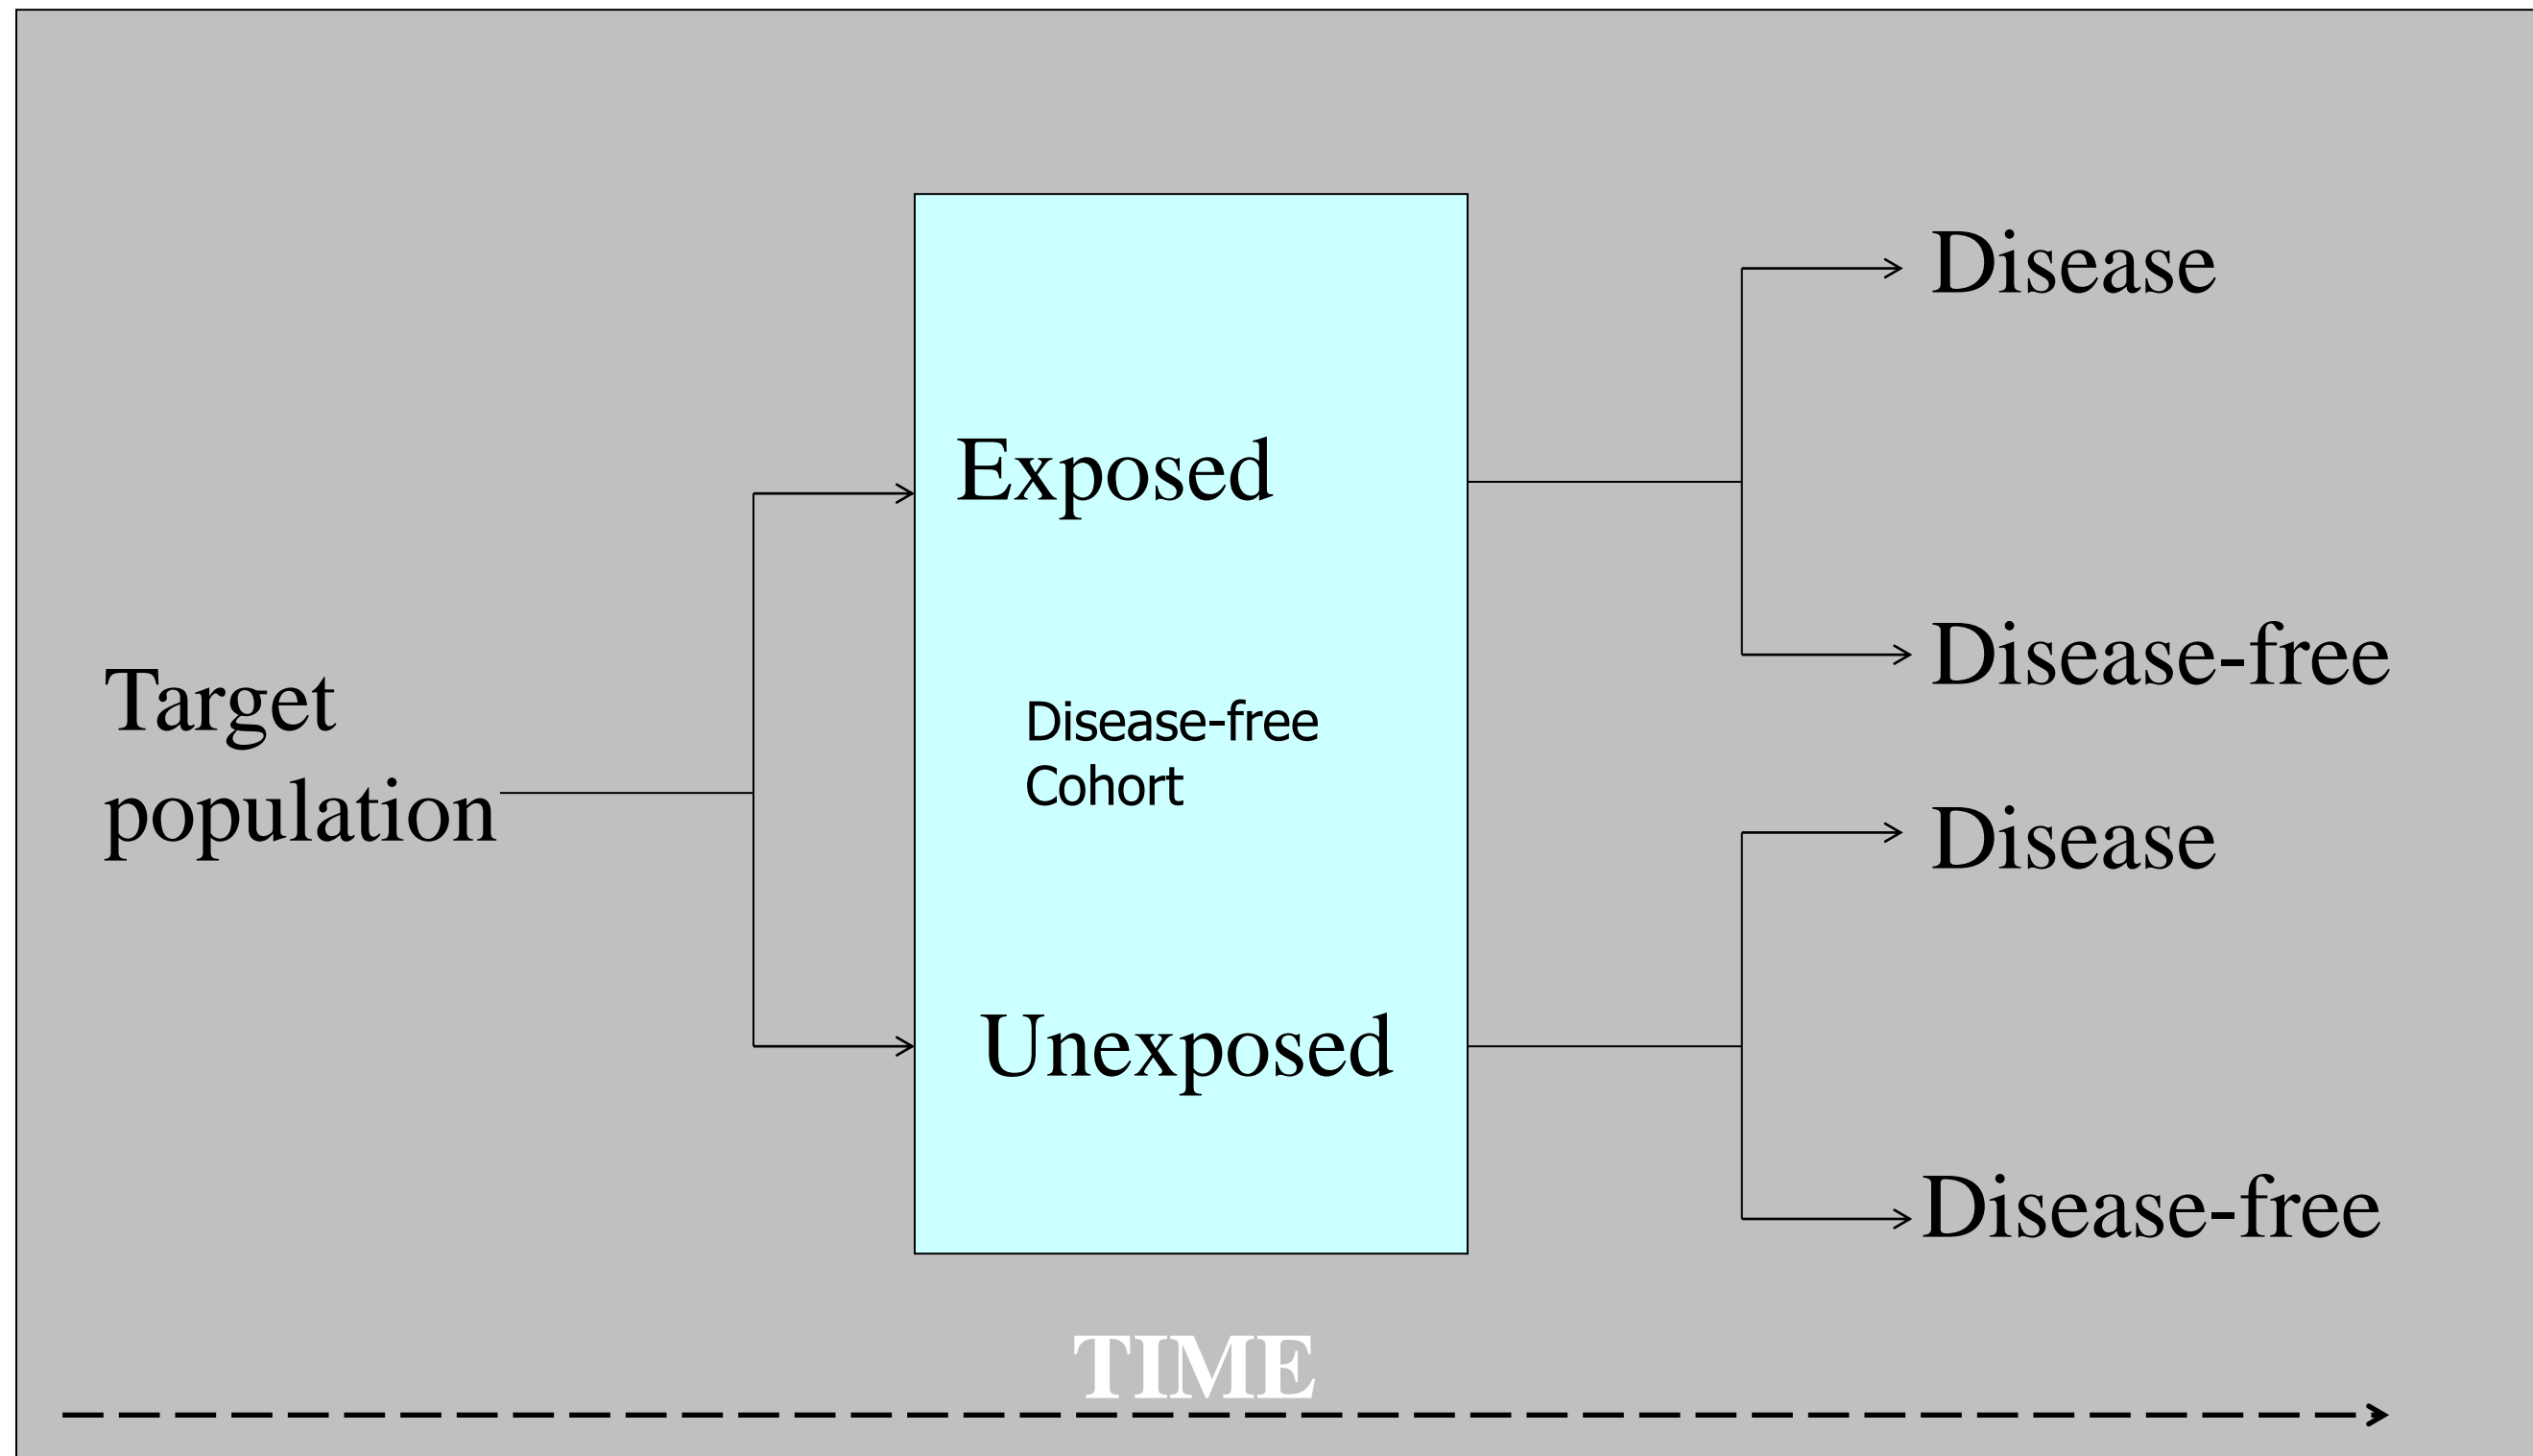 Disease
Exposed
Disease-free
Target
population
Disease-free
Cohort
Disease
Unexposed
Disease-free
TIME